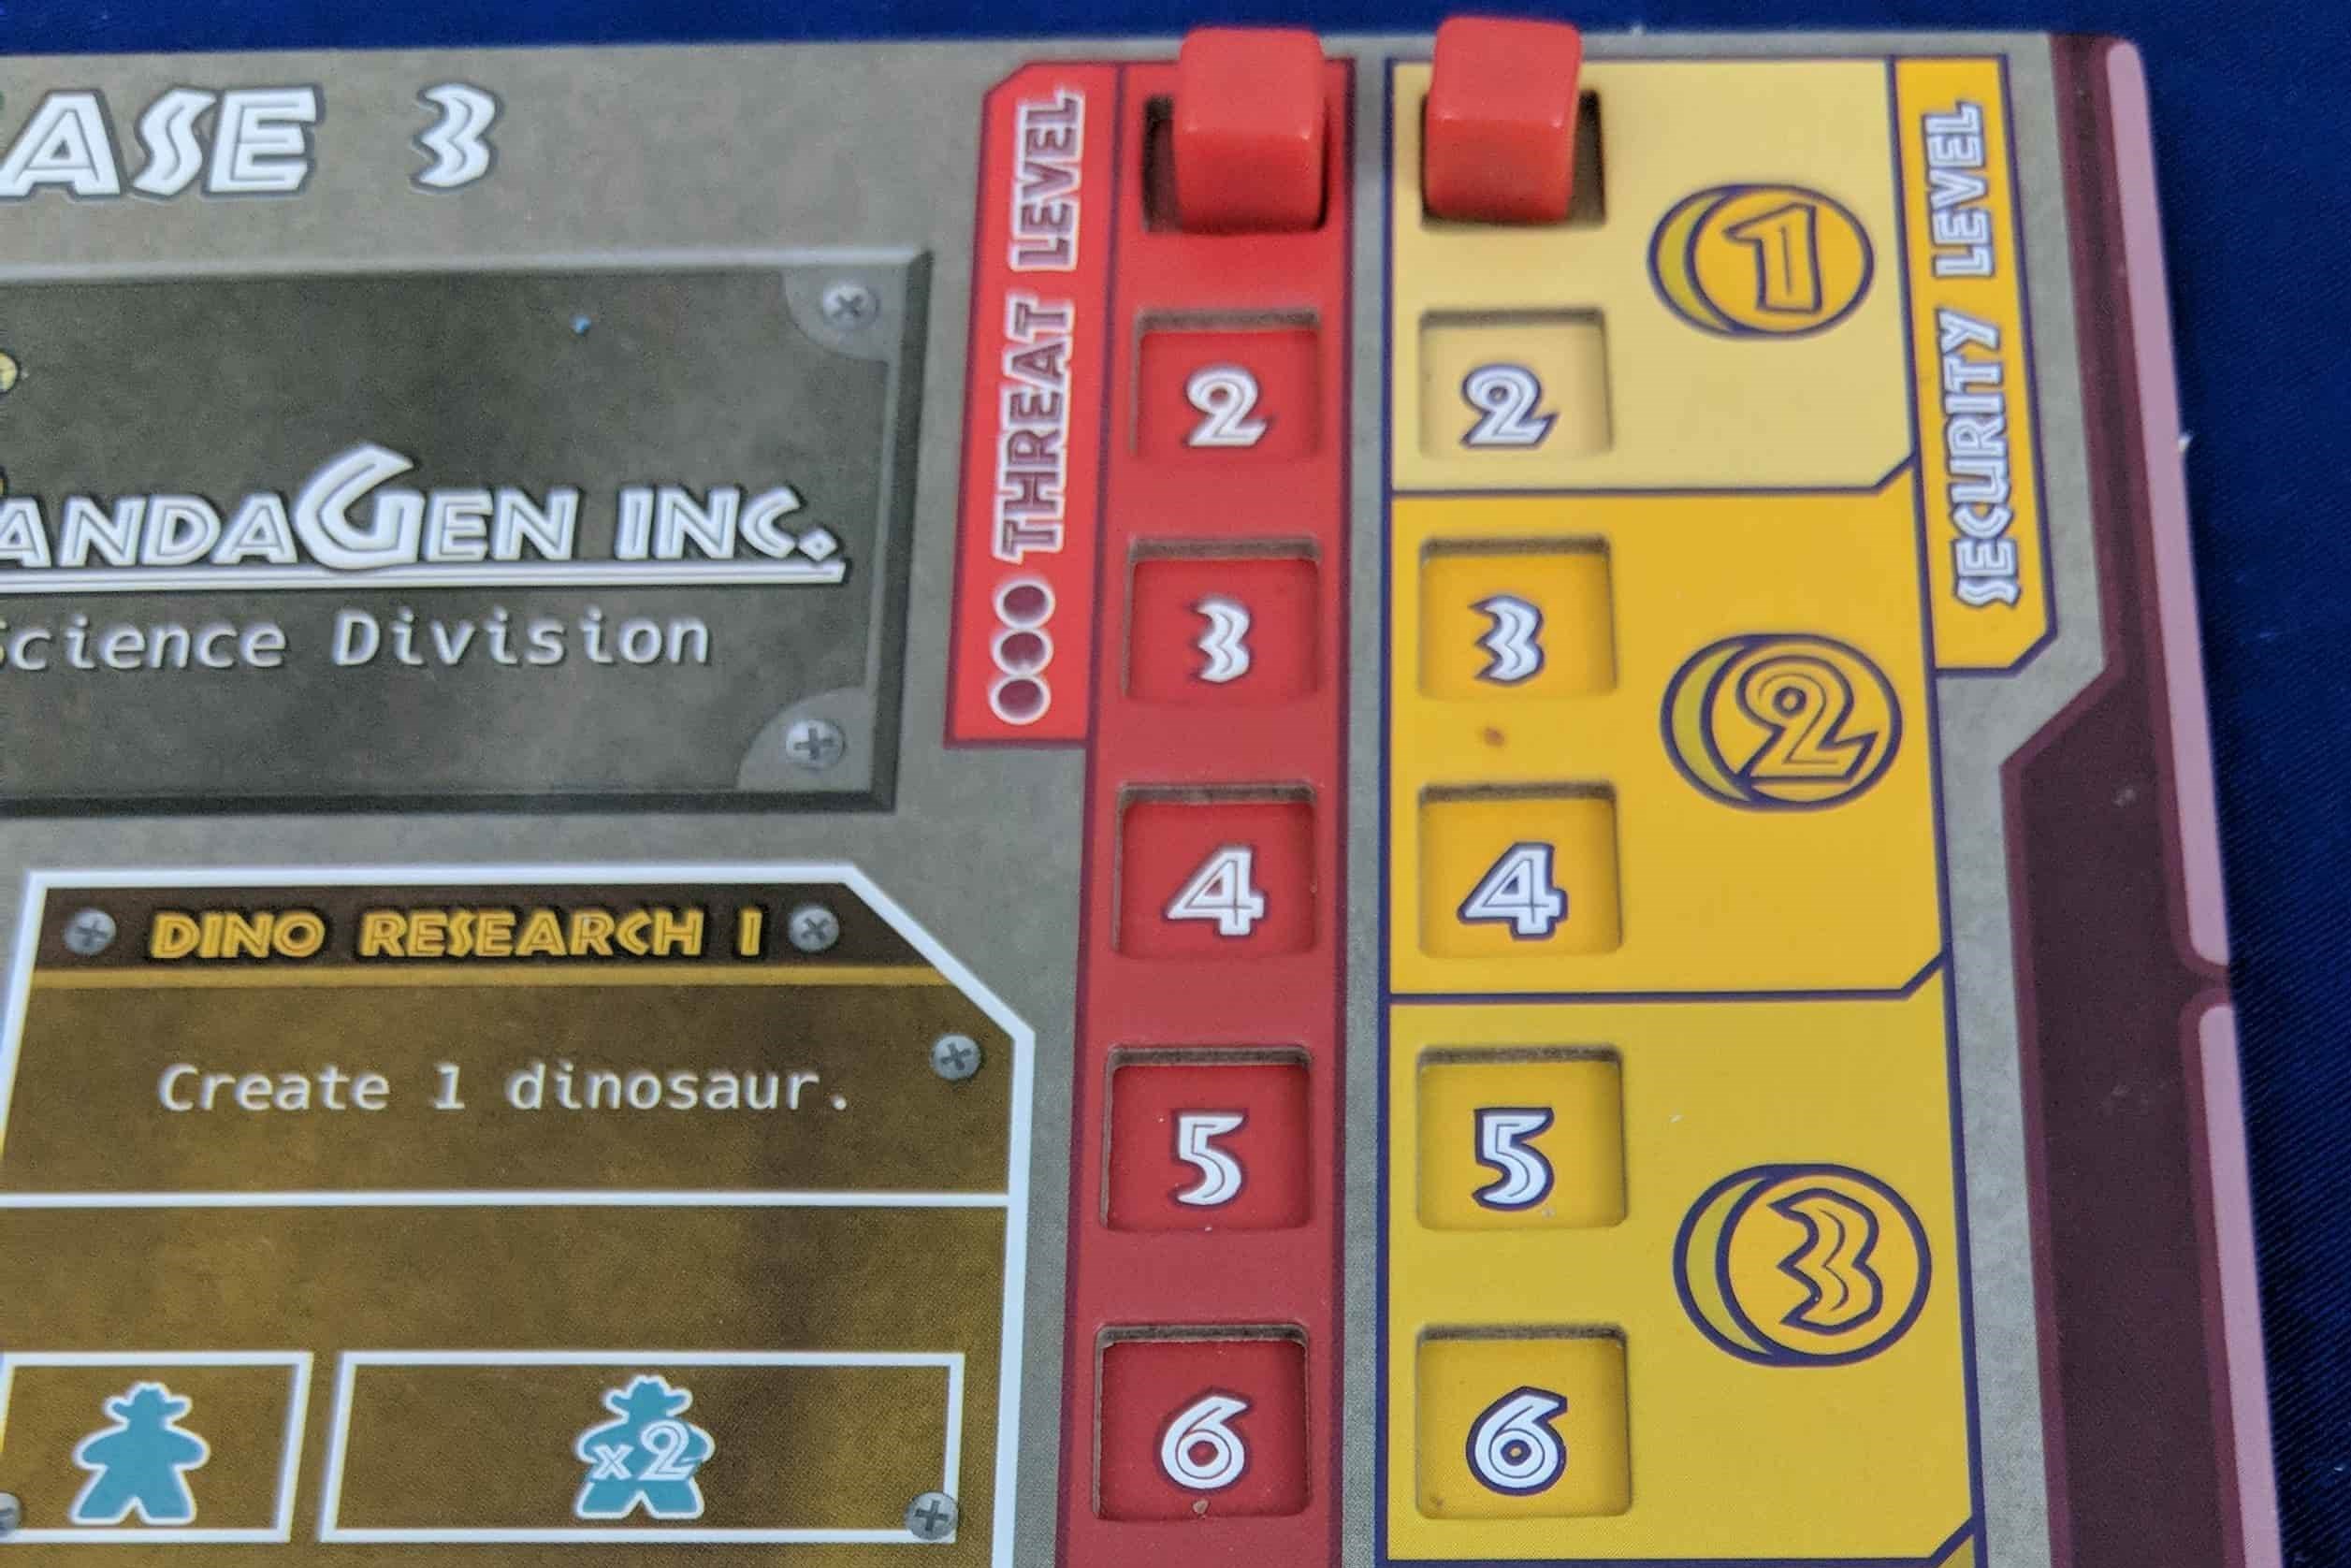 ASE 3
ANDAGEN INC.
Science Division
DINO RESEARCH I
Create 1 dinosaur.
x2
THREAT LEVEL
2
3
4
5
6
2
3
4
5
6
1
2
3
SECURITY LEVEL